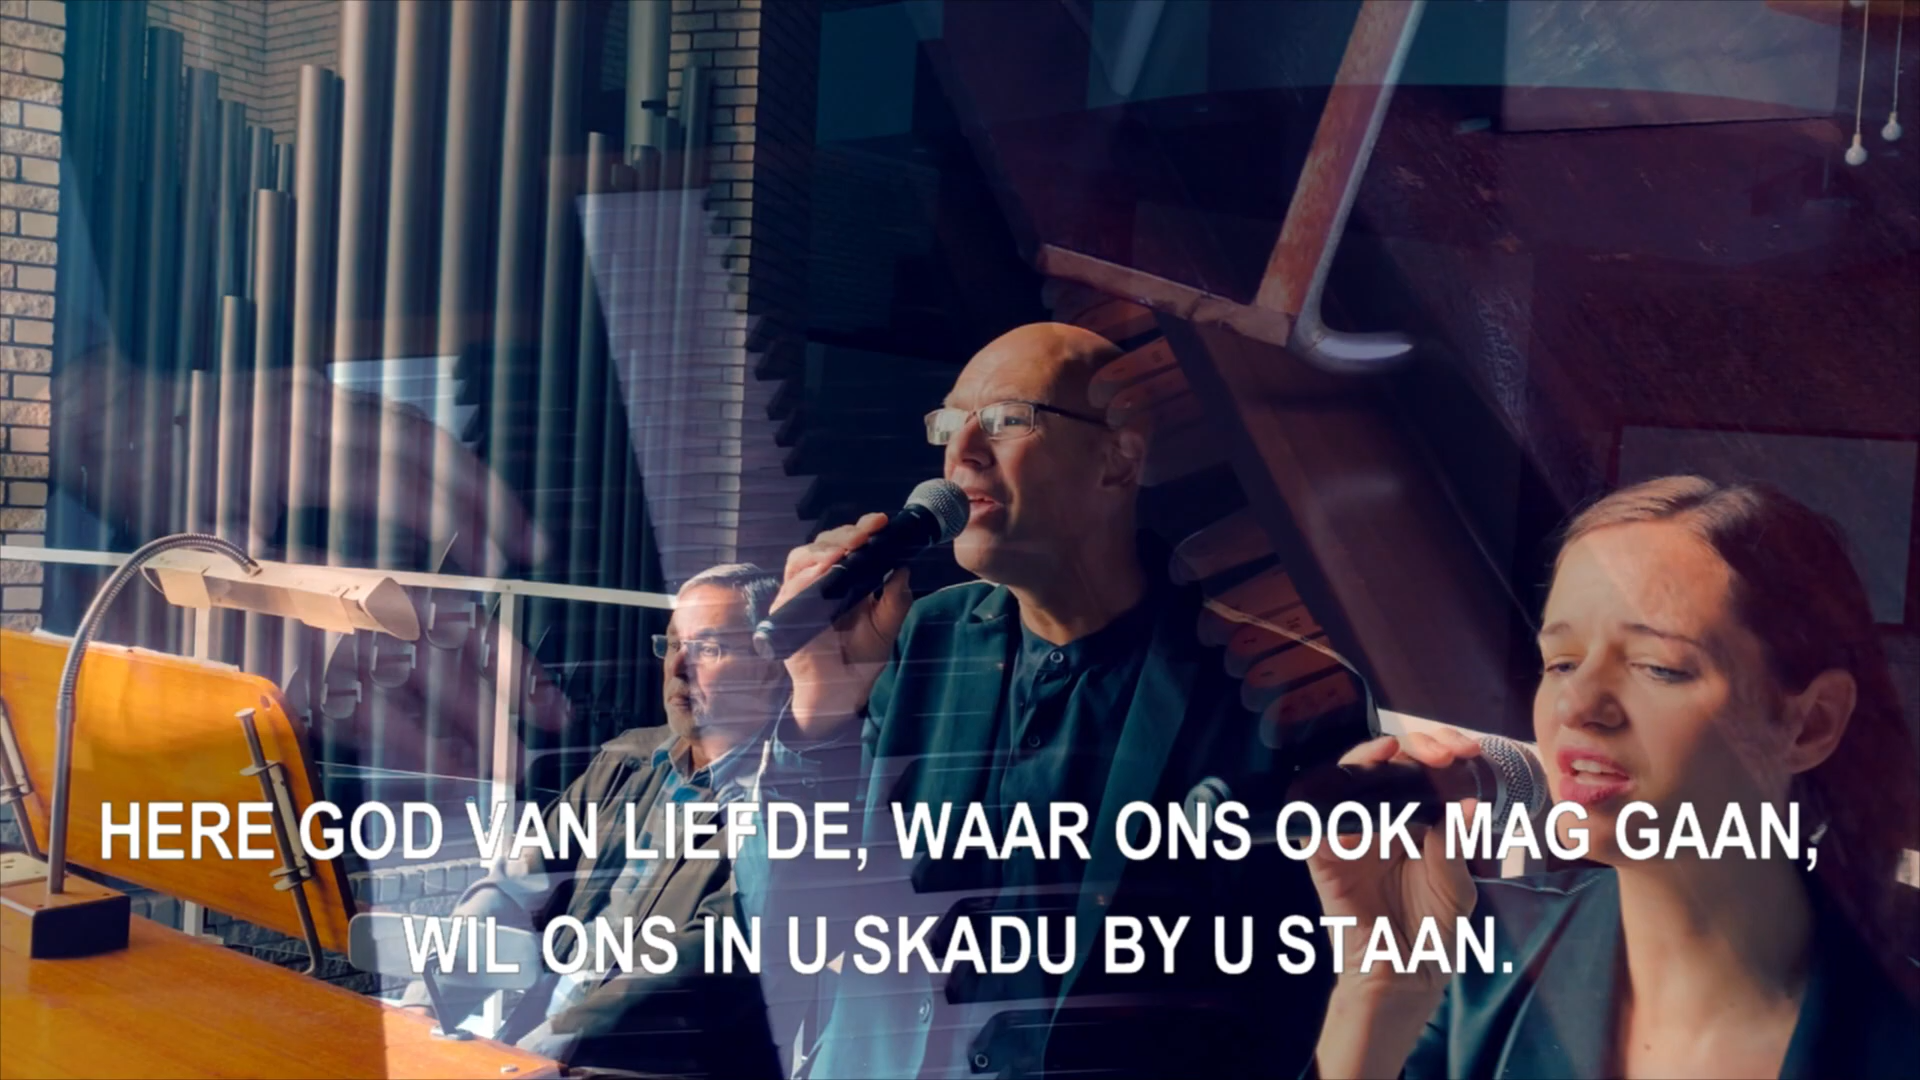 HERE GOD VAN LIEFDE, WAAR ONS OOK MAG GAAN,
WIL ONS IN U SKADU BY U STAAN.